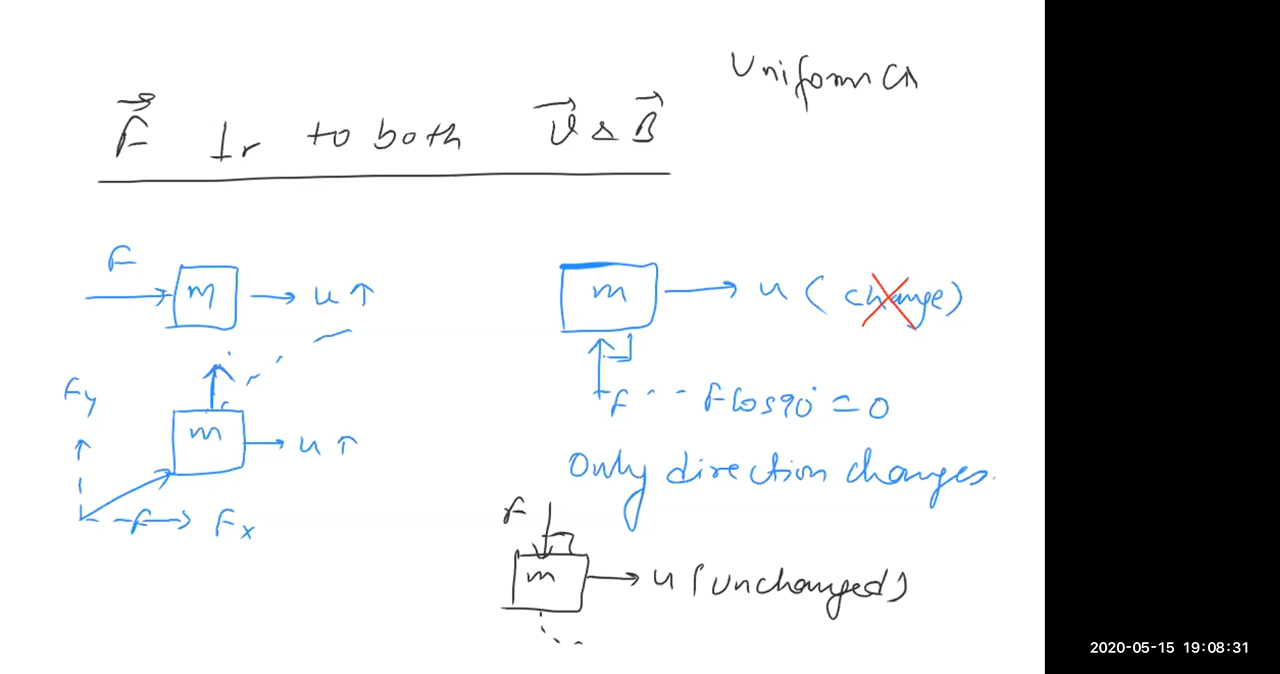 Uniform Ci
F⃗ ⊥r to both v⃗ & B⃗
F
m
u ↑
m
u (change)
Fy
m
u ↑
F
Fx
F
F cos 90° = 0
Only direction changes.
F
m
u (unchanged)
2020-05-15 19:08:31